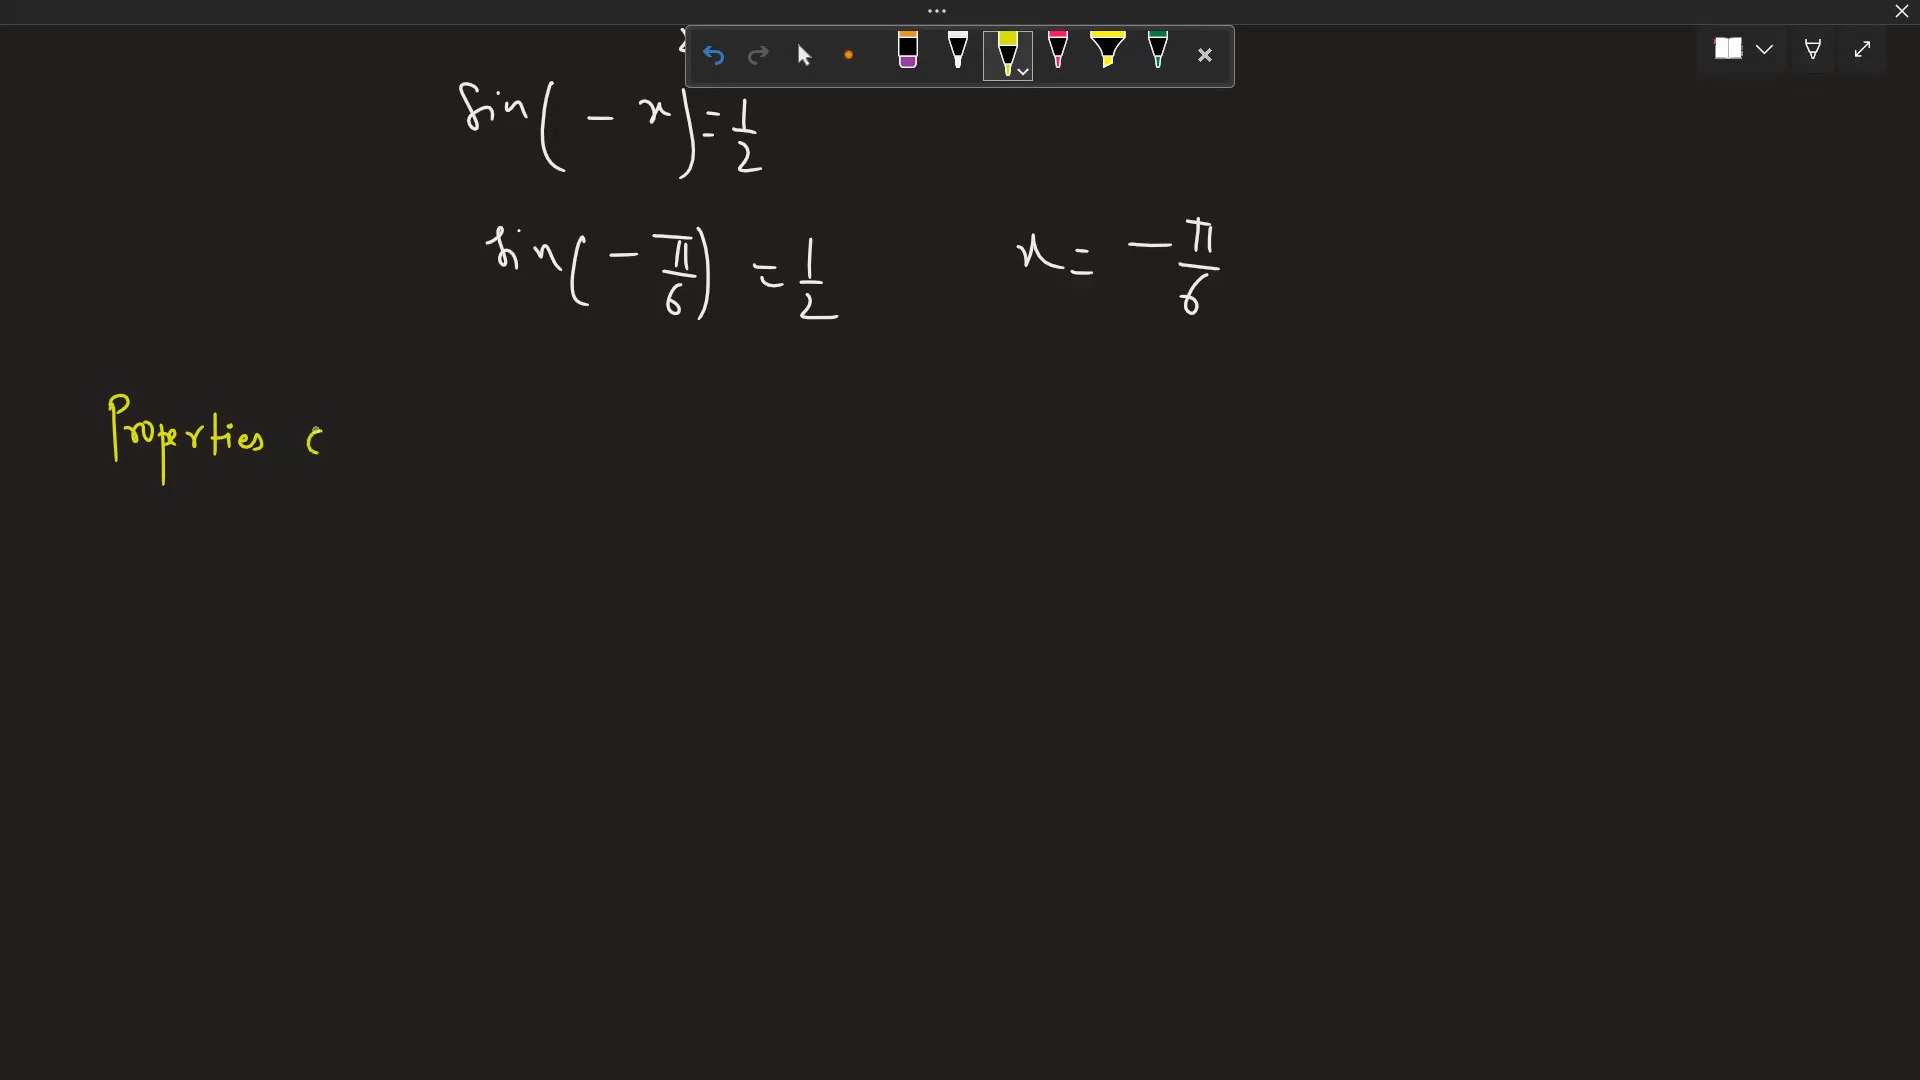 sin(-x) = 1/2
sin(-π/6) = 1/2 x = -π/6
Properties